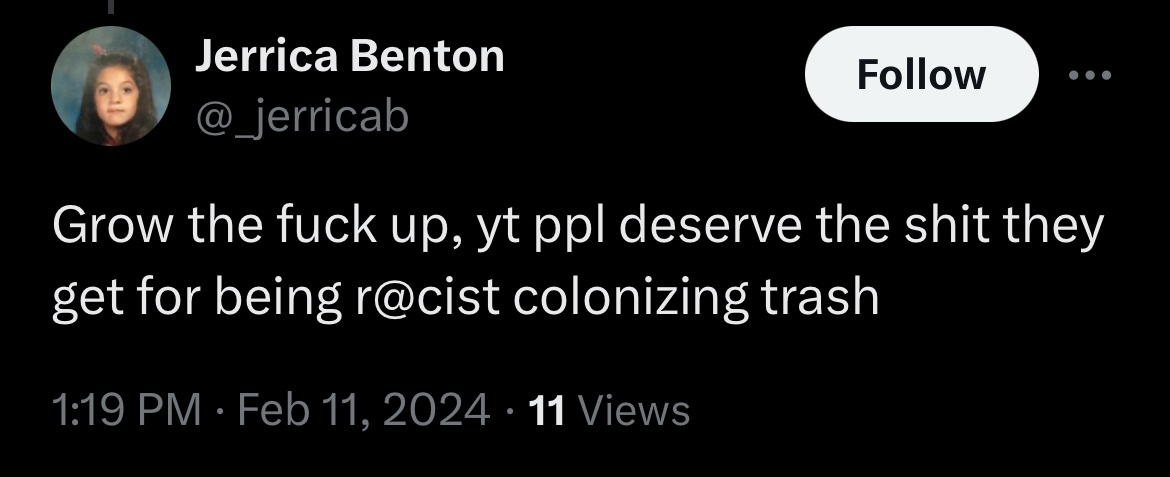 Jerrica Benton
Follow
@_jerricab
Grow the fuck up, yt ppl deserve the shit they
get for being r@cist colonizing trash
1:19 PM · Feb 11, 2024 · 11 Views